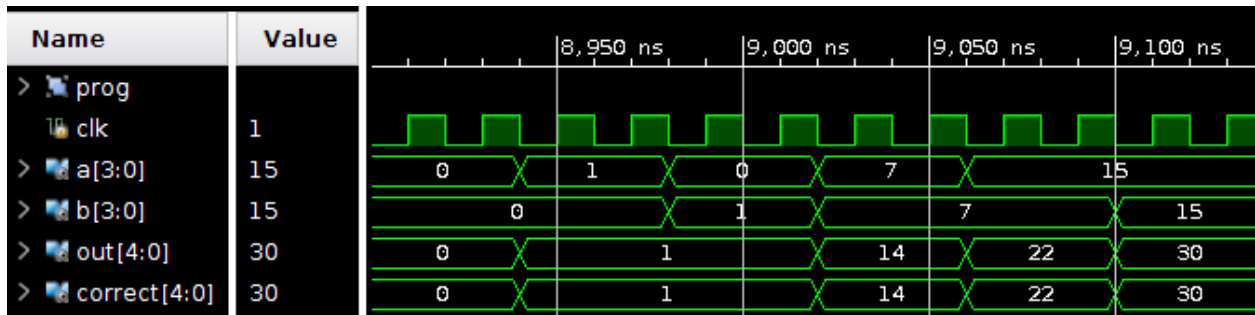 Name Value
8,950 ns 9,000 ns 9,050 ns 9,100 ns
> prog
clk 1
> a[3:0] 15 0 1 0 7 15
> b[3:0] 15 0 1 7 15
> out[4:0] 30 0 1 14 22 30
> correct[4:0] 30 0 1 14 22 30